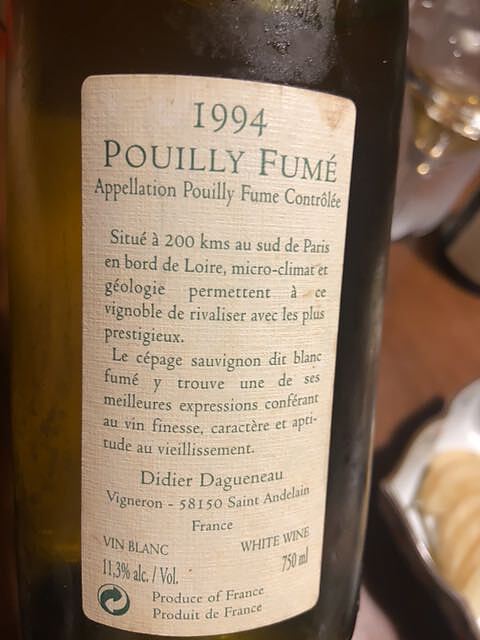 1994
POUILLY FUMÉ
Appellation Pouilly Fume Contrôlée
Situé à 200 kms au sud de Paris
en bord de Loire, micro-climat et
géologie permettent à ce
vignoble de rivaliser avec les plus
prestigieux.
Le cépage sauvignon dit blanc
fumé y trouve une de ses
meilleures expressions conférant
au vin finesse, caractère et apti-
tude au vieillissement.
Didier Dagueneau
Vigneron - 58150 Saint Andelain
France
VIN BLANC WHITE WINE
11,3% alc. / Vol. 750 ml
Produce of France
Produit de France